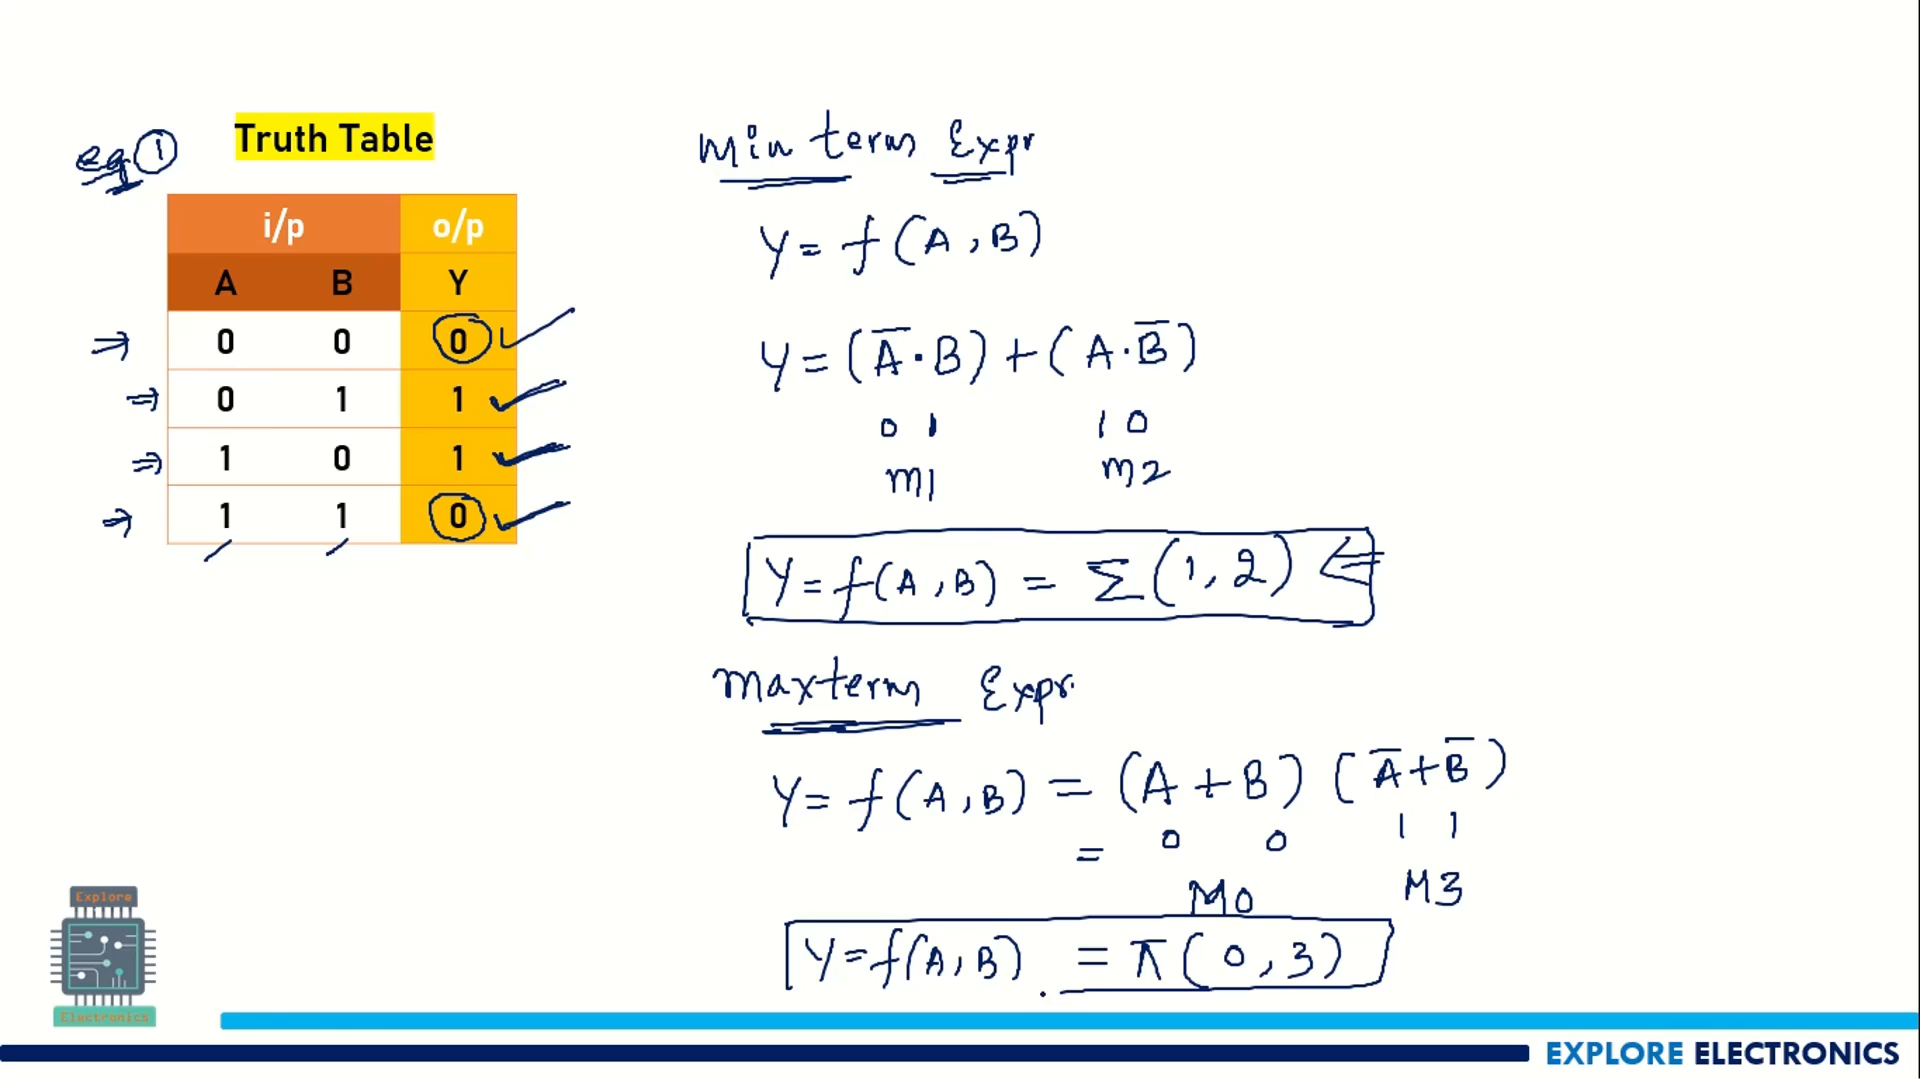 eg 1
Truth Table
i/p o/p
A B Y
0 0 0
0 1 1
1 0 1
1 1 0
Min term Expr
Y = f(A,B)
Y = (A̅·B) + (A·B̅)
0 1 1 0
m1 m2
Y = f(A,B) = Σ(1,2) ⇐
maxterm Expr.
Y = f(A,B) = (A+B) (A̅+B̅)
= 0 0 1 1
M0 M3
Y = f(A,B) = π(0,3)
Explore
Electronics
EXPLORE ELECTRONICS